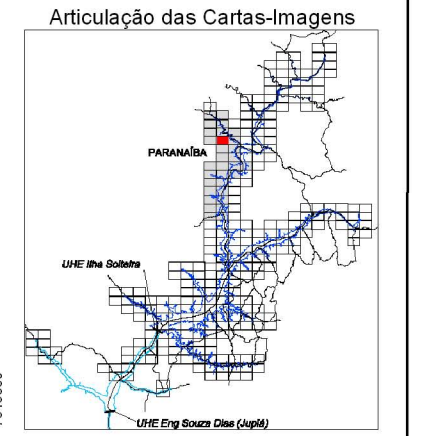 Articulação das Cartas-Imagens
PARANAÍBA
UHE Ilha Solteira
UHE Eng Souza Dias (Jupiá)